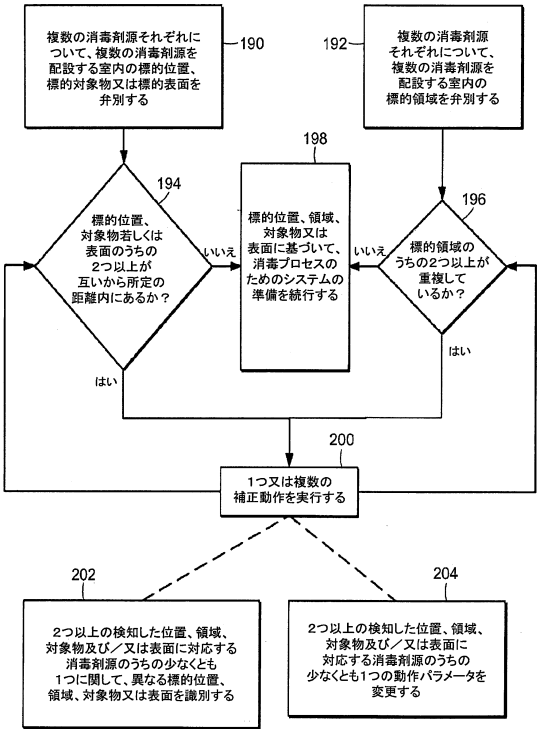 複数の消毒剤源それぞれに
ついて、複数の消毒剤源を
配設する室内の標的位置、
標的対象物又は標的表面を
弁別する
190
192
複数の消毒剤源
それぞれについて、
複数の消毒剤源を
配設する室内の
標的領域を弁別する
194
標的位置、
対象物若しくは
表面のうちの
2つ以上が
互いから所定の
距離内にあるか？
いいえ
はい
198
標的位置、領域、
対象物又は
表面に基づいて、
消毒プロセスの
ためのシステムの
準備を続行する
196
標的領域の
うちの2つ以上が
重複して
いるか？
いいえ
はい
200
1つ又は複数の
補正動作を実行する
202
2つ以上の検知した位置、領域、
対象物及び／又は表面に対応する
消毒剤源のうちの少なくとも
1つに関して、異なる標的位置、
領域、対象物又は表面を識別する
204
2つ以上の検知した位置、領域、
対象物及び／又は表面に
対応する消毒剤源のうちの
少なくとも1つの動作パラメータを
変更する